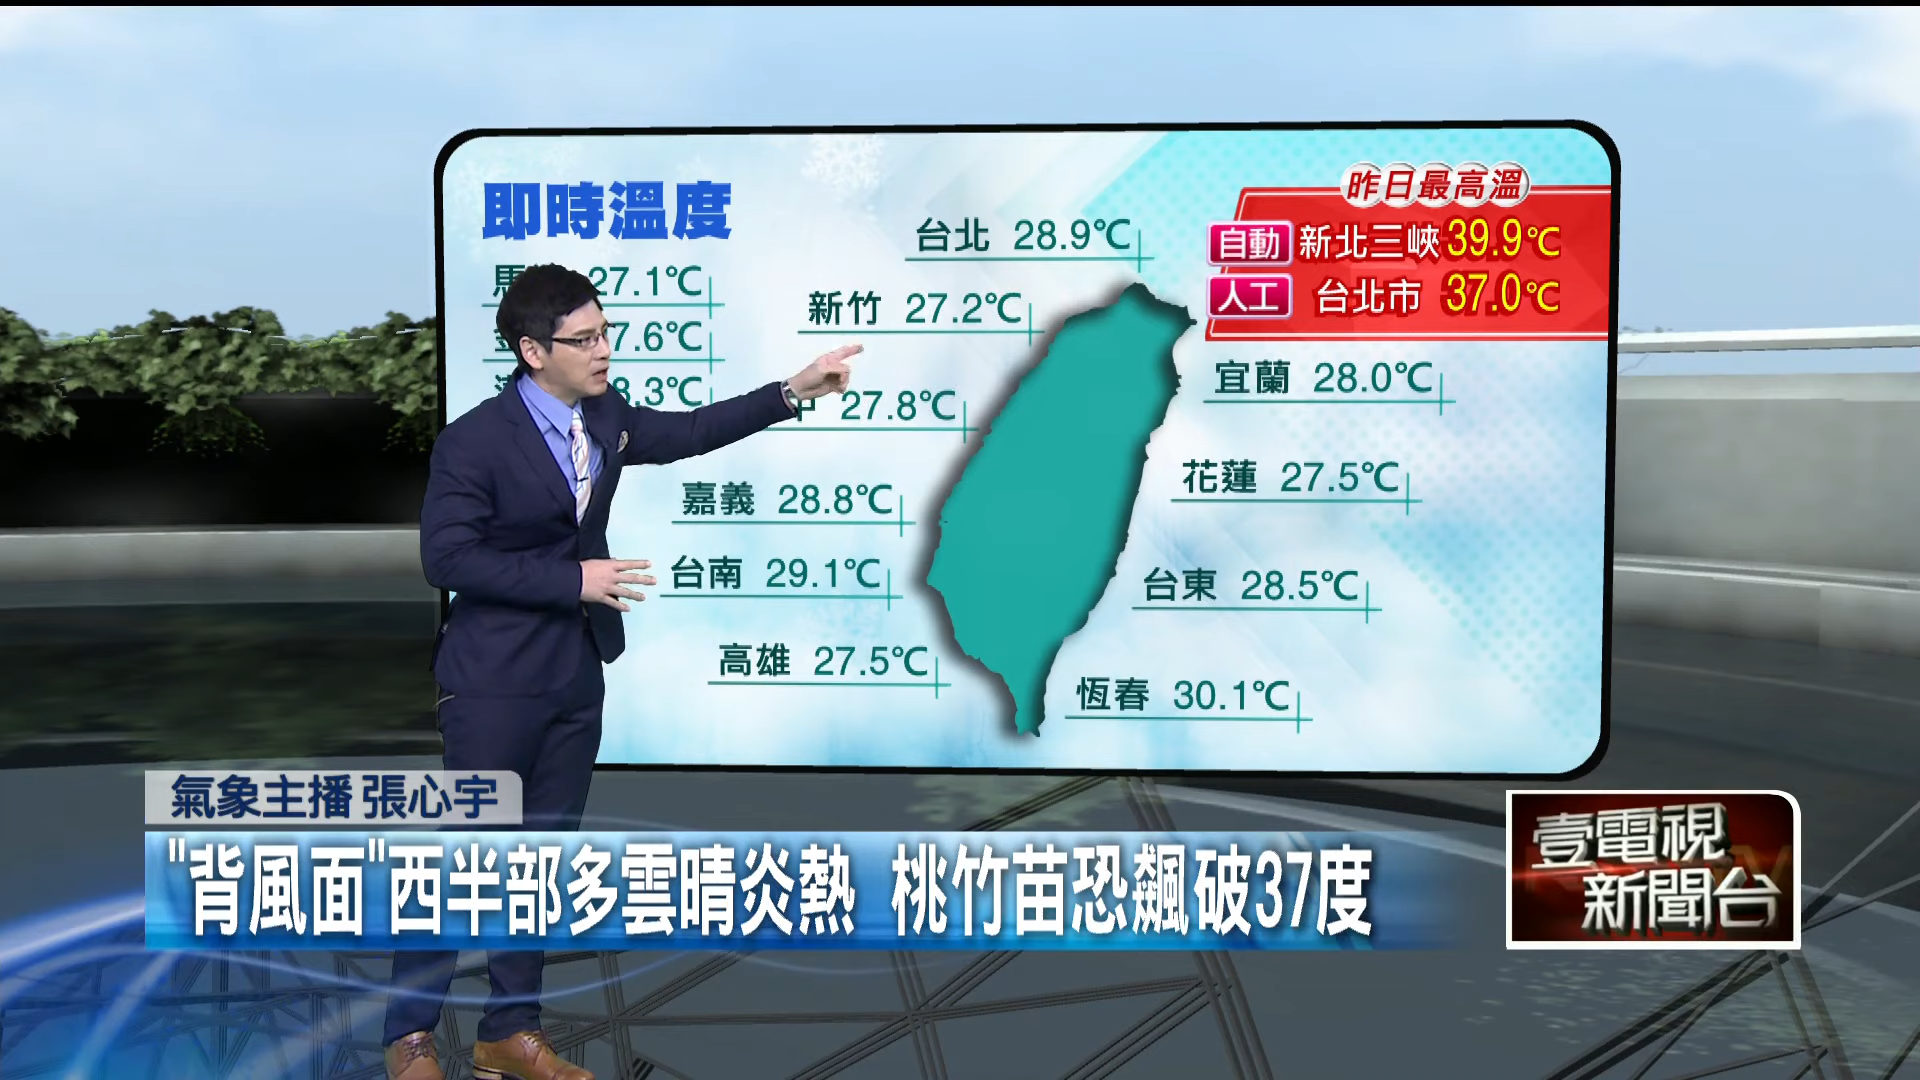 即時溫度
昨日最高溫
自動 新北三峽 39.9℃
人工 台北市 37.0℃
台北 28.9℃
馬 27.1℃
新竹 27.2℃
7.6℃
8.3℃
宜蘭 28.0℃
中 27.8℃
花蓮 27.5℃
嘉義 28.8℃
台南 29.1℃
台東 28.5℃
高雄 27.5℃
恆春 30.1℃
氣象主播 張心宇
"背風面"西半部多雲晴炎熱 桃竹苗恐飆破37度
壹電視
新聞台